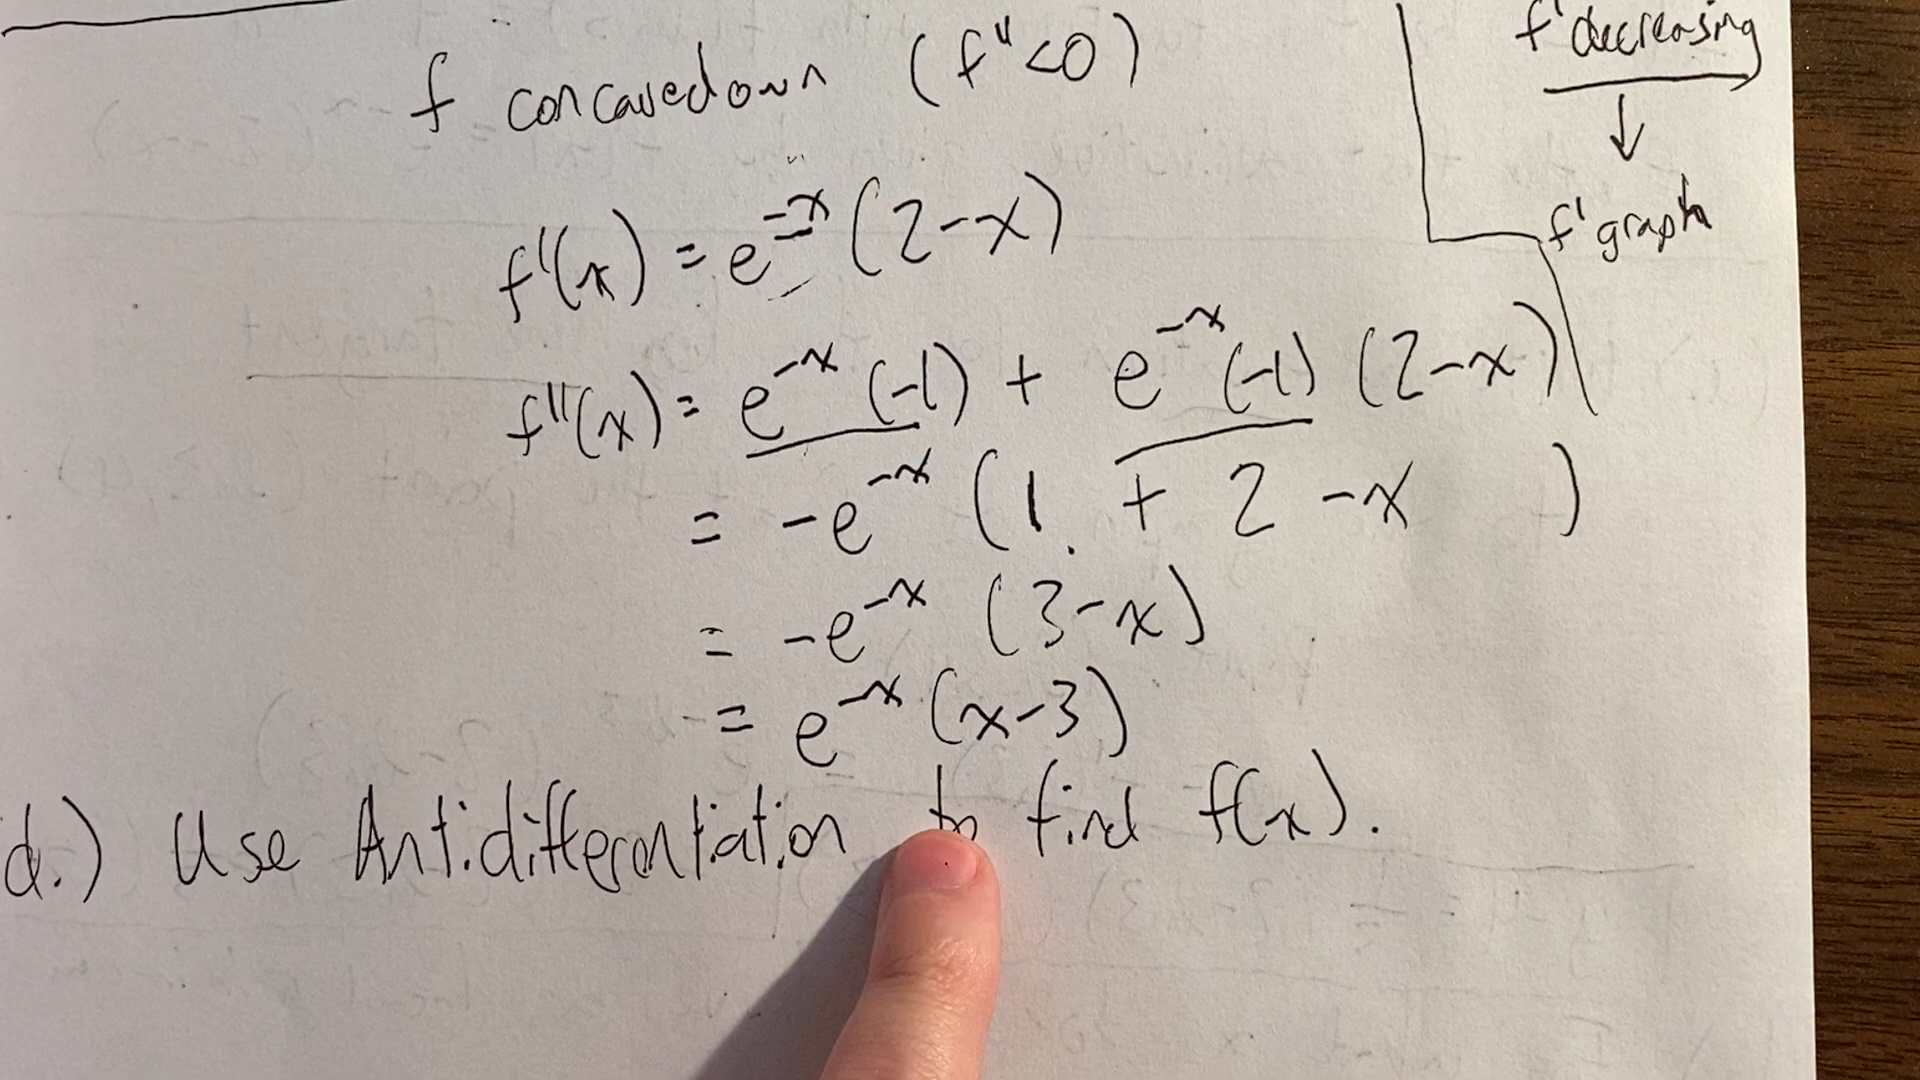 f concavedown (f''<0)
f'decreasing
↓
f'graph
f'(x) = e^-x (2-x)
f''(x) = e^-x (-1) + e^-x (-1) (2-x)
= -e^-x (1 + 2 -x )
= -e^-x (3-x)
= e^-x (x-3)
d.) Use Antidifferentiation to find f(x).